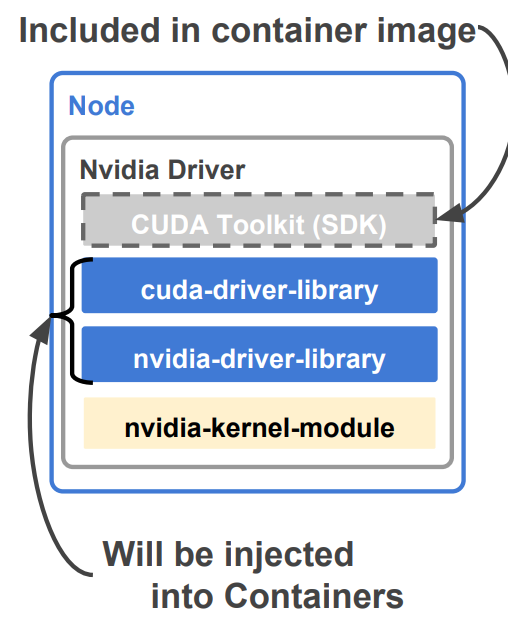 Included in container image
Node
Nvidia Driver
CUDA Toolkit (SDK)
cuda-driver-library
nvidia-driver-library
nvidia-kernel-module
Will be injected
into Containers